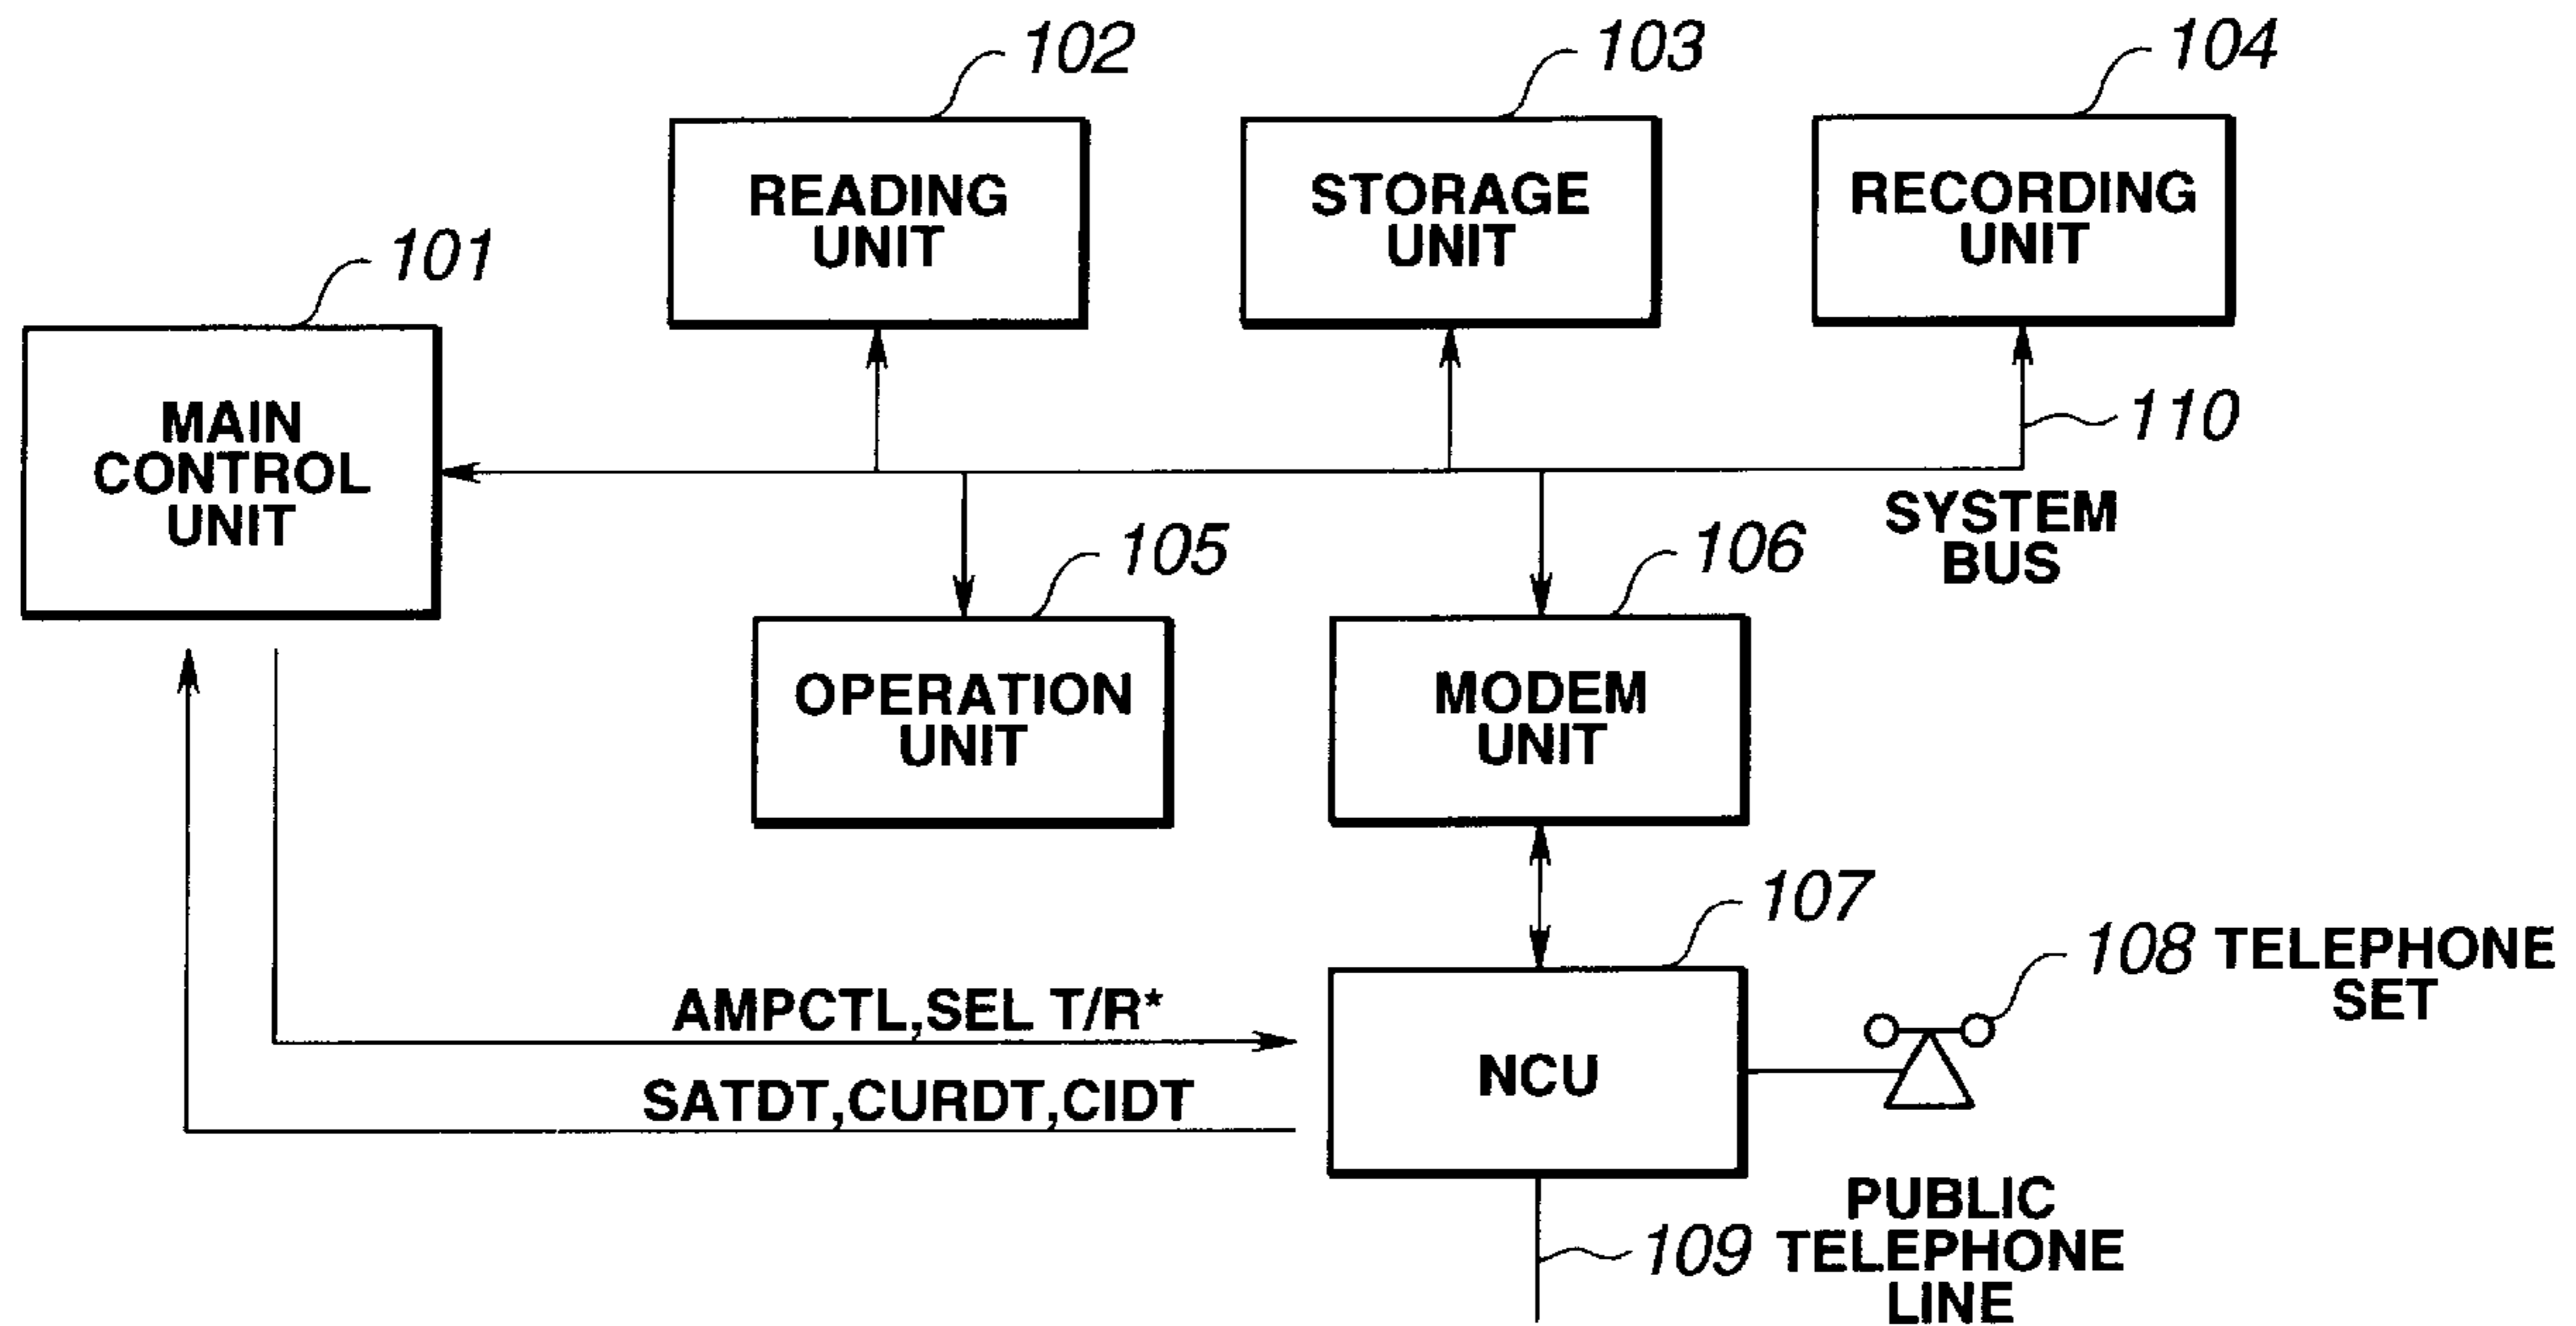 102
103
104
READING
UNIT
STORAGE
UNIT
RECORDING
UNIT
101
MAIN
CONTROL
UNIT
110
SYSTEM
BUS
105
106
OPERATION
UNIT
MODEM
UNIT
107
108 TELEPHONE
SET
AMPCTL,SEL T/R*
SATDT,CURDT,CIDT
NCU
PUBLIC
109 TELEPHONE
LINE